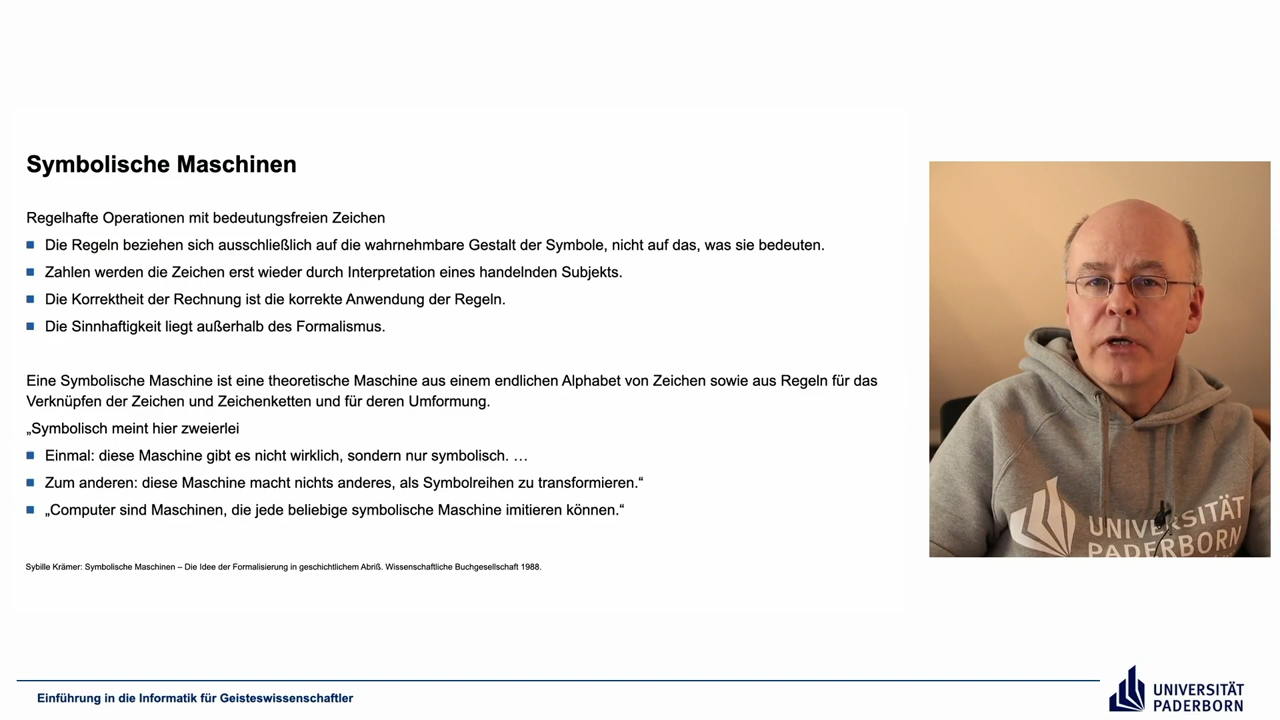 Symbolische Maschinen
Regelhafte Operationen mit bedeutungsfreien Zeichen
Die Regeln beziehen sich ausschließlich auf die wahrnehmbare Gestalt der Symbole, nicht auf das, was sie bedeuten.
Zahlen werden die Zeichen erst wieder durch Interpretation eines handelnden Subjekts.
Die Korrektheit der Rechnung ist die korrekte Anwendung der Regeln.
Die Sinnhaftigkeit liegt außerhalb des Formalismus.
Eine Symbolische Maschine ist eine theoretische Maschine aus einem endlichen Alphabet von Zeichen sowie aus Regeln für das
Verknüpfen der Zeichen und Zeichenketten und für deren Umformung.
„Symbolisch meint hier zweierlei
Einmal: diese Maschine gibt es nicht wirklich, sondern nur symbolisch. …
Zum anderen: diese Maschine macht nichts anderes, als Symbolreihen zu transformieren.“
„Computer sind Maschinen, die jede beliebige symbolische Maschine imitieren können.“
Sybille Krämer: Symbolische Maschinen – Die Idee der Formalisierung in geschichtlichem Abriß. Wissenschaftliche Buchgesellschaft 1988.
UNIVERSITÄT
PADERBORN
Einführung in die Informatik für Geisteswissenschaftler
UNIVERSITÄT
PADERBORN